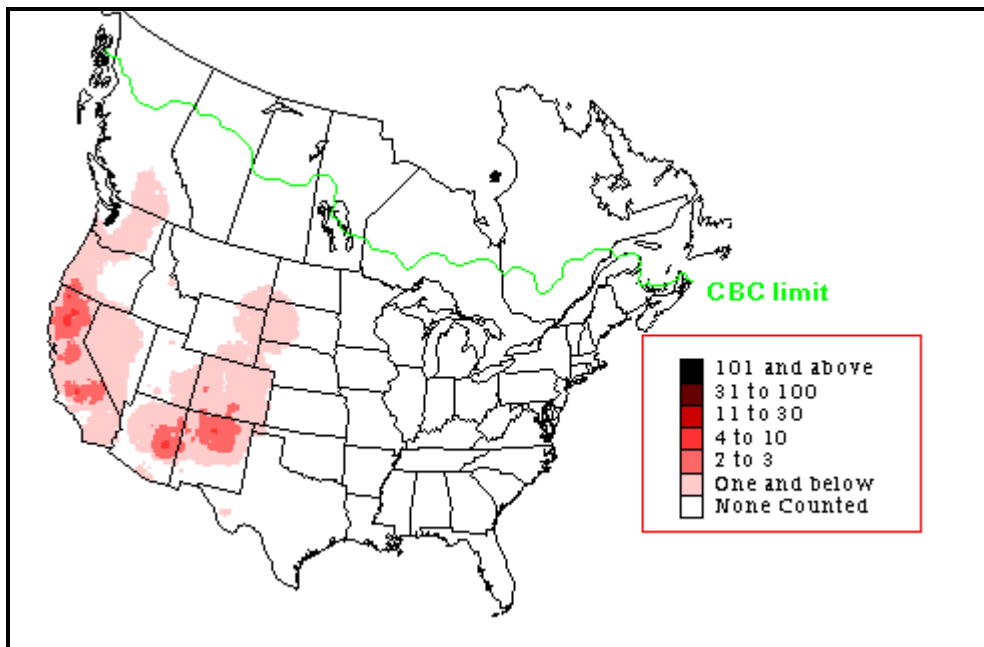 CBC limit
101 and above
31 to 100
11 to 30
4 to 10
2 to 3
One and below
None Counted